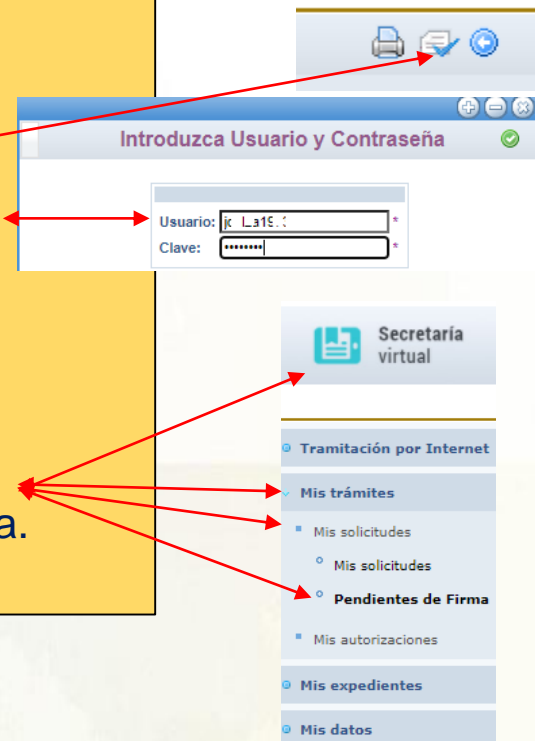 Introduzca Usuario y Contraseña
Usuario: *
Clave: •••••••• *
a.
Secretaría
virtual
Tramitación por Internet
Mis trámites
Mis solicitudes
Mis solicitudes
Pendientes de Firma
Mis autorizaciones
Mis expedientes
Mis datos